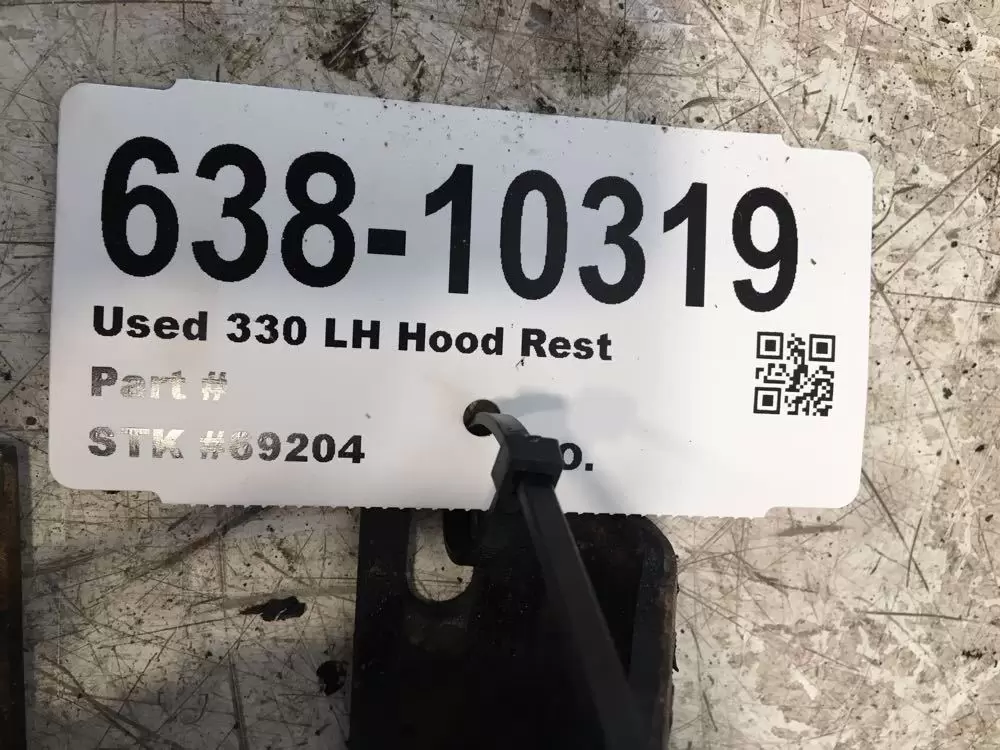 638-10319
Used 330 LH Hood Rest
Part #
STK #69204
o.